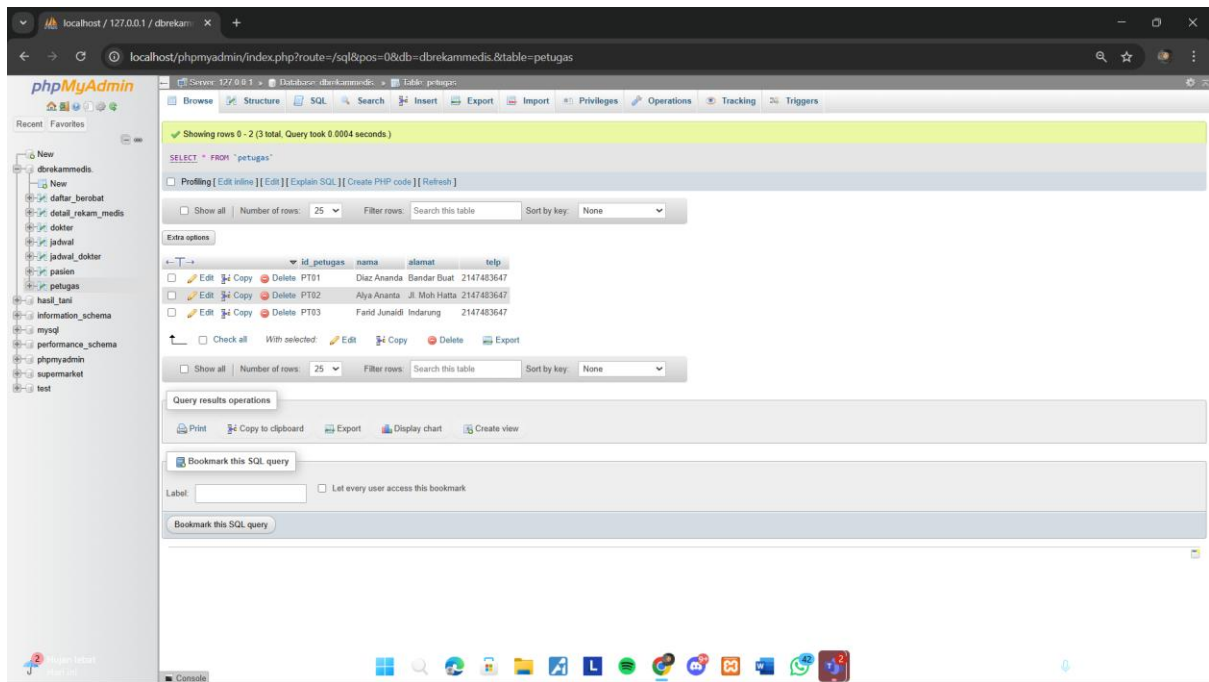 localhost / 127.0.0.1 / dbrekam
localhost/phpmyadmin/index.php?route=/sql&pos=0&db=dbrekammedis.&table=petugas
phpMyAdmin
Recent Favorites
New
dbrekammedis.
New
daftar_berobat
detail_rekam_medis
dokter
jadwal
jadwal_dokter
pasien
petugas
hasil_tani
information_schema
mysql
performance_schema
phpmyadmin
supermarket
test
Server: 127.0.0.1 » Database: dbrekammedis. » Table: petugas
Browse Structure SQL Search Insert Export Import Privileges Operations Tracking Triggers
Showing rows 0 - 2 (3 total, Query took 0.0004 seconds.)
SELECT * FROM `petugas`
Profiling [ Edit inline ] [ Edit ] [ Explain SQL ] [ Create PHP code ] [ Refresh ]
Show all | Number of rows: 25 Filter rows: Search this table Sort by key: None
Extra options
←T→ id_petugas nama alamat telp
Edit Copy Delete PT01 Diaz Ananda Bandar Buat 2147483647
Edit Copy Delete PT02 Alya Ananta Jl. Moh Hatta 2147483647
Edit Copy Delete PT03 Farid Junaidi Indarung 2147483647
Check all With selected: Edit Copy Delete Export
Show all | Number of rows: 25 Filter rows: Search this table Sort by key: None
Query results operations
Print Copy to clipboard Export Display chart Create view
Bookmark this SQL query
Label: Let every user access this bookmark
Bookmark this SQL query
Console
2
L
42
2